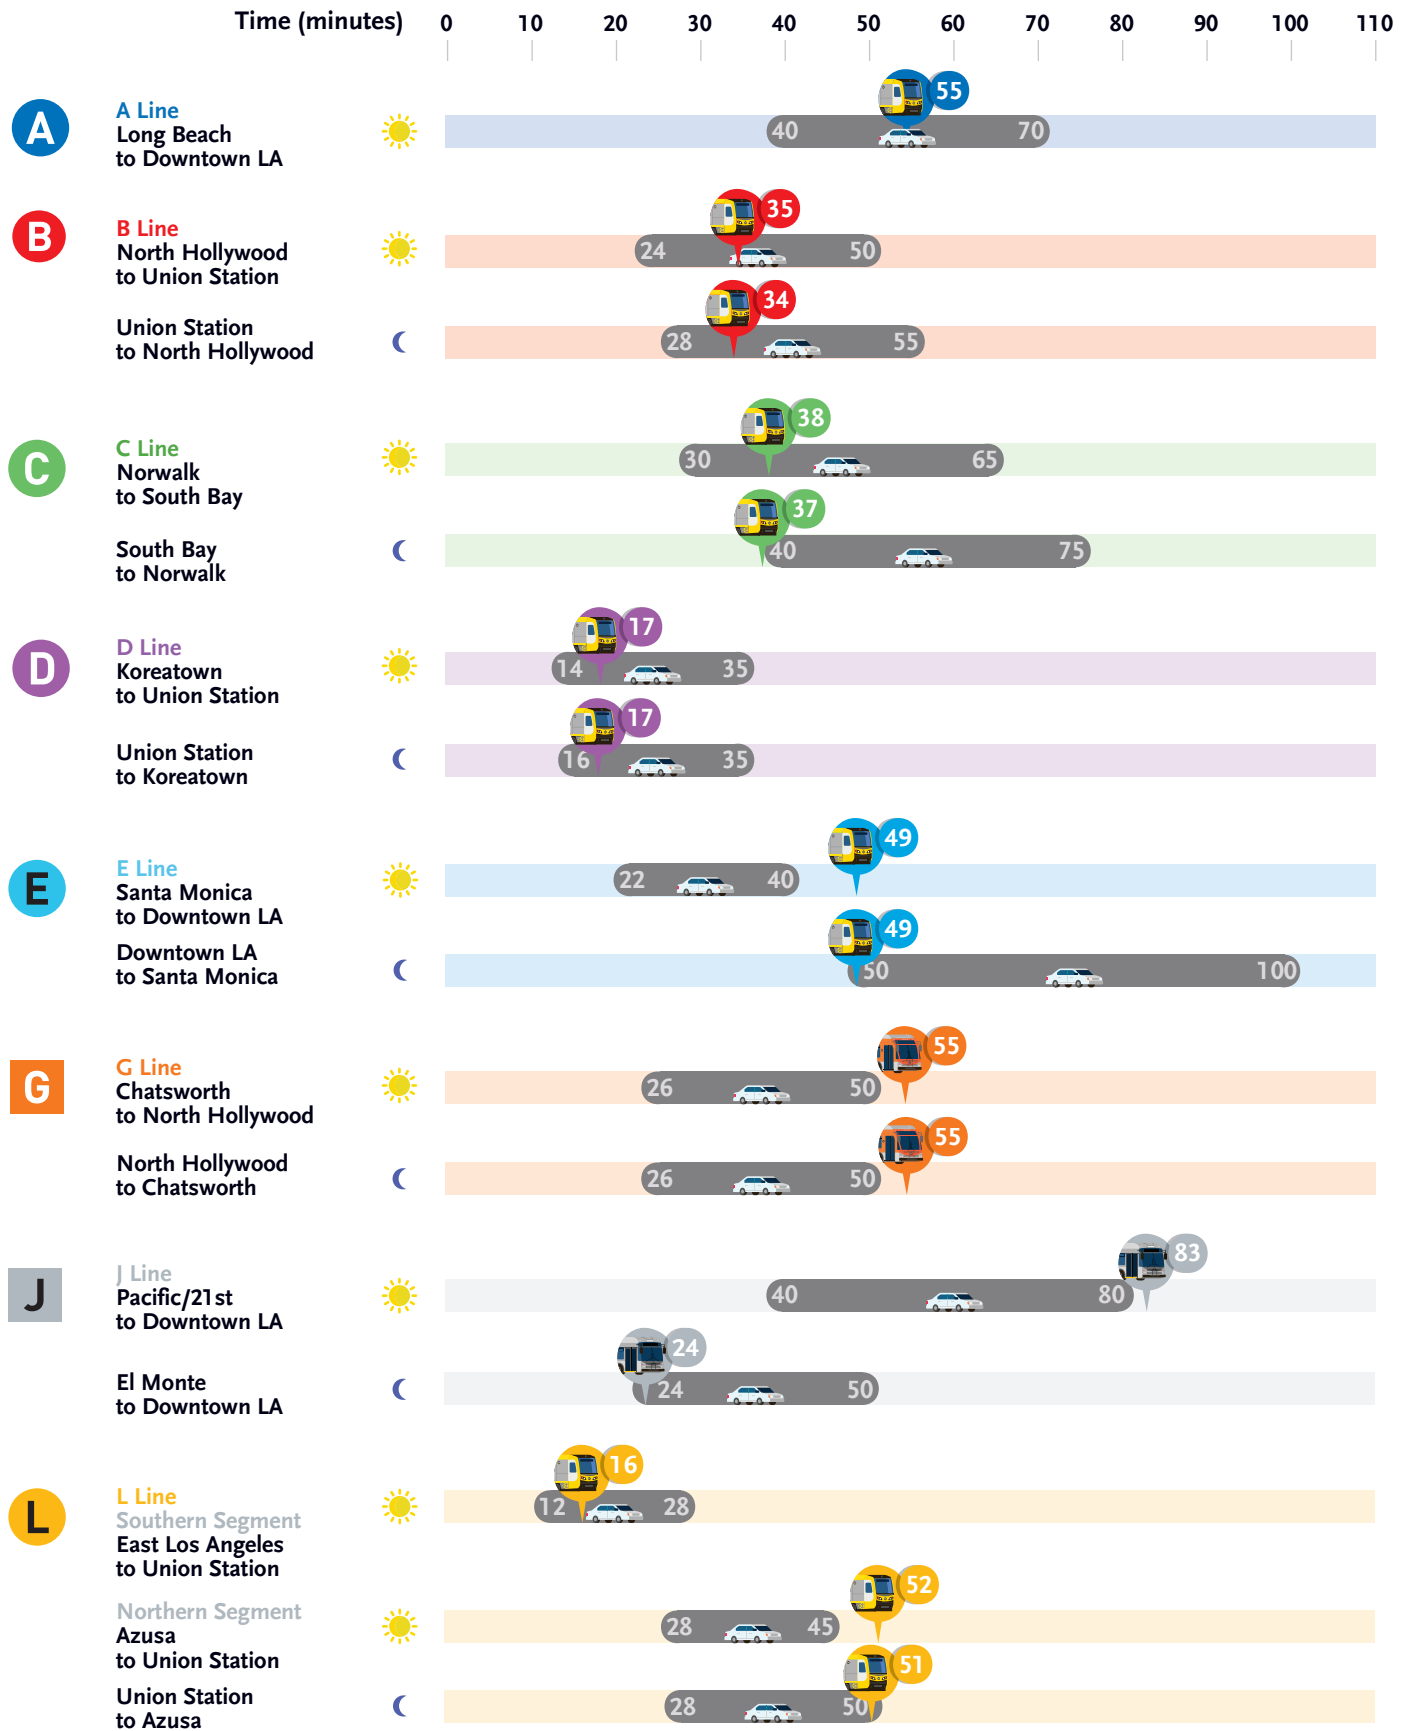 Time (minutes) 0 10 20 30 40 50 60 70 80 90 100 110
A
A Line
Long Beach
to Downtown LA
55
40 70
B
B Line
North Hollywood
to Union Station
35
24 50
Union Station
to North Hollywood
34
28 55
C
C Line
Norwalk
to South Bay
38
30 65
South Bay
to Norwalk
37
40 75
D
D Line
Koreatown
to Union Station
17
14 35
Union Station
to Koreatown
17
16 35
E
E Line
Santa Monica
to Downtown LA
49
22 40
Downtown LA
to Santa Monica
49
50 100
G
G Line
Chatsworth
to North Hollywood
55
26 50
North Hollywood
to Chatsworth
55
26 50
J
J Line
Pacific/21st
to Downtown LA
83
40 80
El Monte
to Downtown LA
24
24 50
L
L Line
Southern Segment
East Los Angeles
to Union Station
16
12 28
Northern Segment
Azusa
to Union Station
52
28 45
Union Station
to Azusa
51
28 50